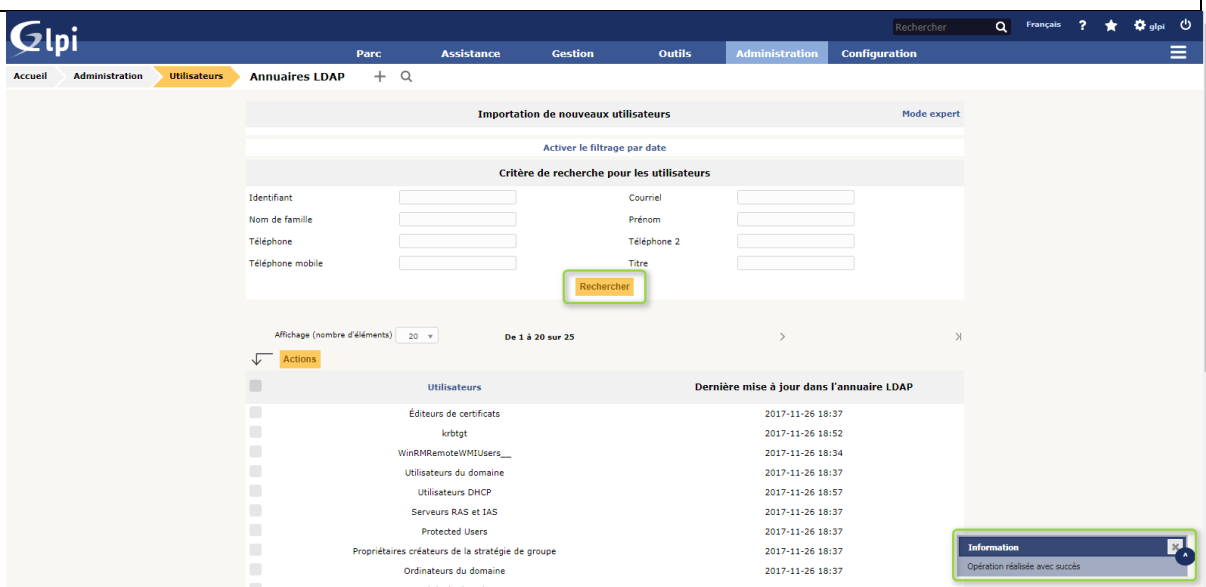 Glpi
Rechercher Français ? glpi
Parc Assistance Gestion Outils Administration Configuration
Accueil Administration Utilisateurs Annuaires LDAP +
Importation de nouveaux utilisateurs Mode expert
Activer le filtrage par date
Critère de recherche pour les utilisateurs
Identifiant Courriel
Nom de famille Prénom
Téléphone Téléphone 2
Téléphone mobile Titre
Rechercher
Affichage (nombre d'éléments) 20 De 1 à 20 sur 25
Actions
Utilisateurs Dernière mise à jour dans l'annuaire LDAP
Éditeurs de certificats 2017-11-26 18:37
krbtgt 2017-11-26 18:52
WinRMRemoteWMIUsers__ 2017-11-26 18:34
Utilisateurs du domaine 2017-11-26 18:37
Utilisateurs DHCP 2017-11-26 18:57
Serveurs RAS et IAS 2017-11-26 18:37
Protected Users 2017-11-26 18:37
Propriétaires créateurs de la stratégie de groupe 2017-11-26 18:37
Ordinateurs du domaine 2017-11-26 18:37
Information
Opération réalisée avec succès